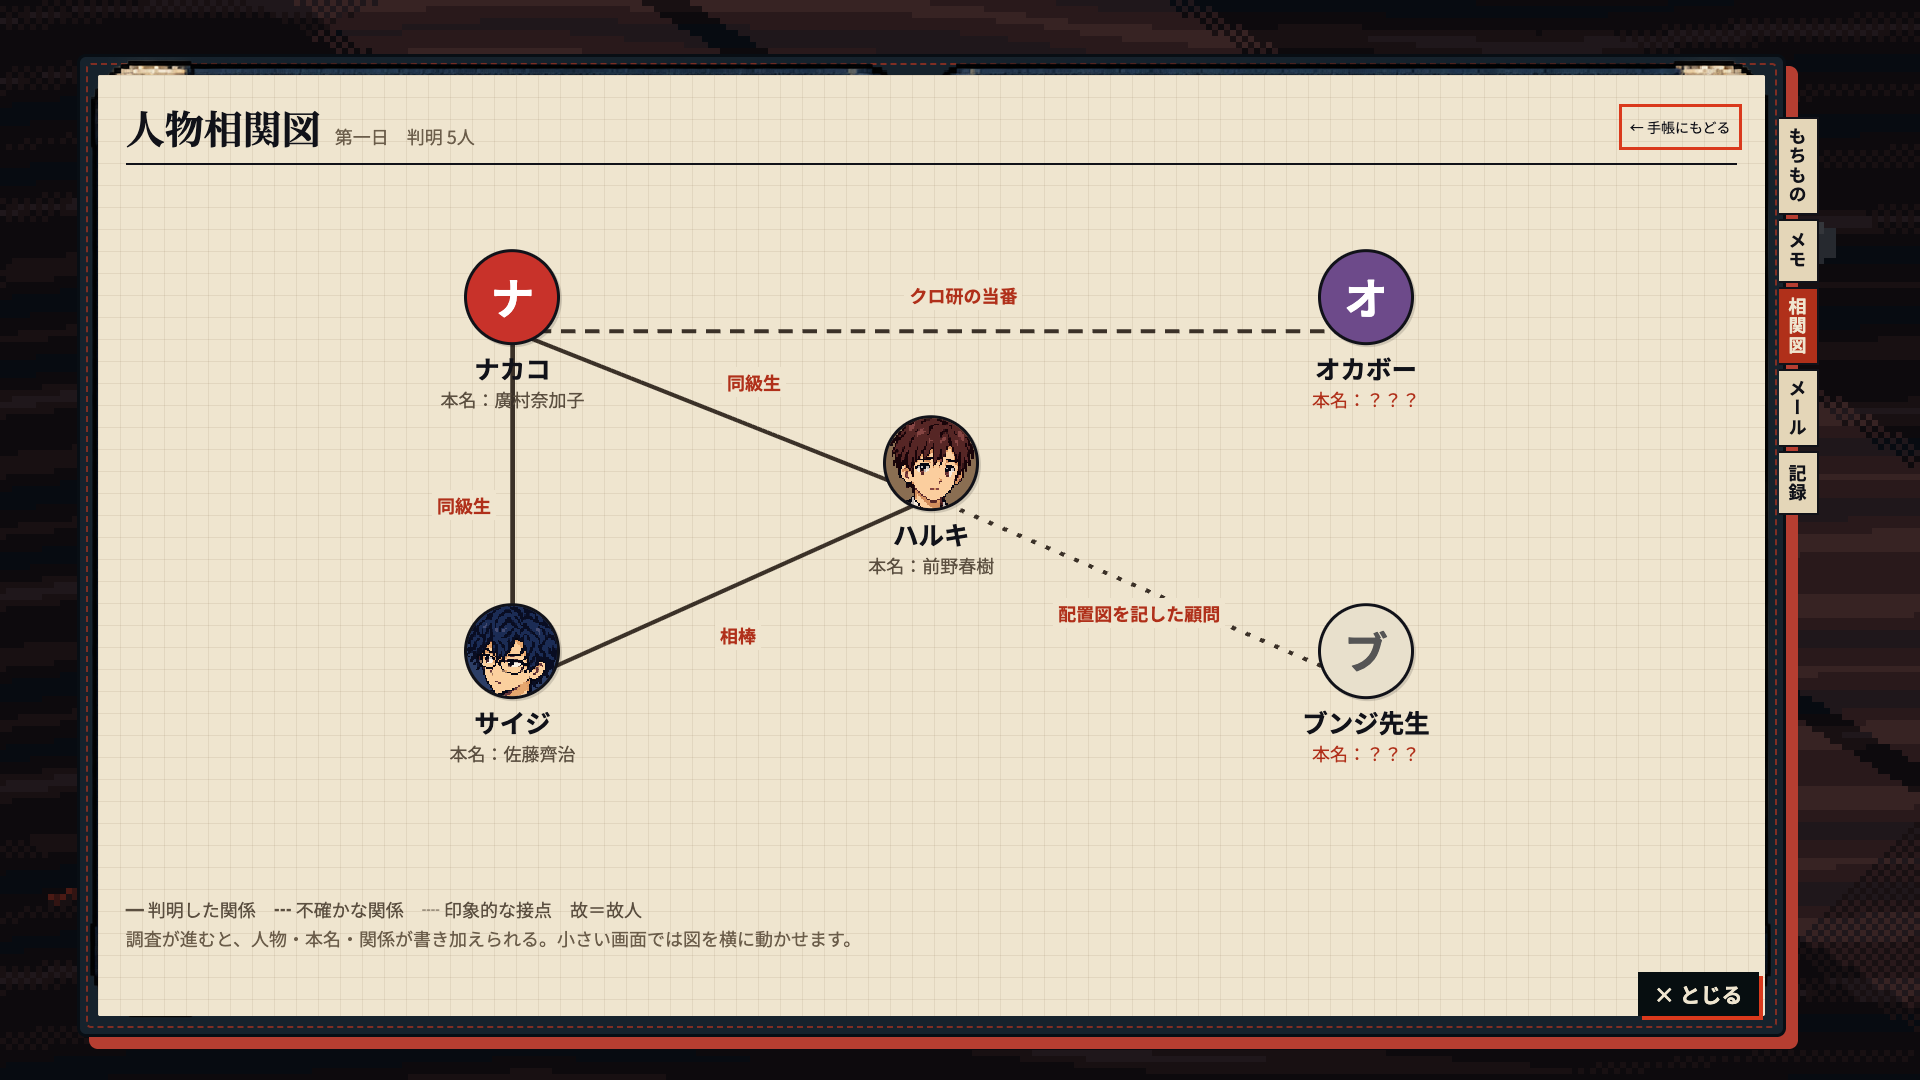 人物相関図 第一日 判明 5人
← 手帳にもどる
もちもの
メモ
相関図
メール
記録
ナ
ナカコ
本名：廣村奈加子
クロ研の当番
オ
オカボー
本名：？？？
同級生
ハルキ
本名：前野春樹
同級生
相棒
配置図を記した顧問
サイジ
本名：佐藤齊治
ブ
ブンジ先生
本名：？？？
━ 判明した関係 --- 不確かな関係 ---- 印象的な接点 故＝故人
調査が進むと、人物・本名・関係が書き加えられる。小さい画面では図を横に動かせます。
× とじる